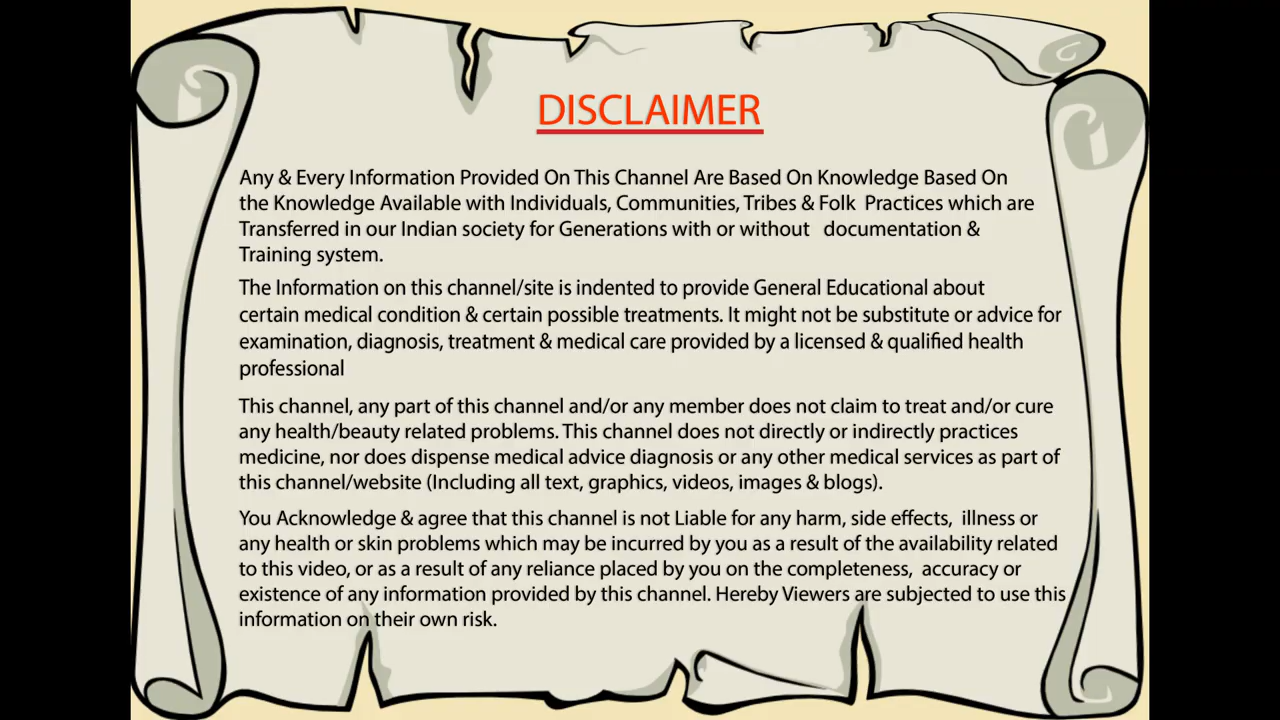 DISCLAIMER
Any & Every Information Provided On This Channel Are Based On Knowledge Based On
the Knowledge Available with Individuals, Communities, Tribes & Folk Practices which are
Transferred in our Indian society for Generations with or without documentation &
Training system.
The Information on this channel/site is indented to provide General Educational about
certain medical condition & certain possible treatments. It might not be substitute or advice for
examination, diagnosis, treatment & medical care provided by a licensed & qualified health
professional
This channel, any part of this channel and/or any member does not claim to treat and/or cure
any health/beauty related problems. This channel does not directly or indirectly practices
medicine, nor does dispense medical advice diagnosis or any other medical services as part of
this channel/website (Including all text, graphics, videos, images & blogs).
You Acknowledge & agree that this channel is not Liable for any harm, side effects, illness or
any health or skin problems which may be incurred by you as a result of the availability related
to this video, or as a result of any reliance placed by you on the completeness, accuracy or
existence of any information provided by this channel. Hereby Viewers are subjected to use this
information on their own risk.